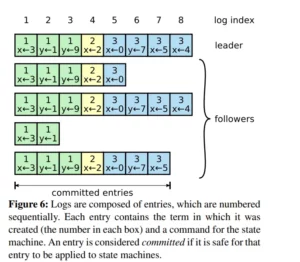 1 2 3 4 5 6 7 8 log index
1 1 1 2 3 3 3 3
x←3 y←1 y←9 x←2 x←0 y←7 x←5 x←4
leader
1 1 1 2 3
x←3 y←1 y←9 x←2 x←0
1 1 1 2 3 3 3 3
x←3 y←1 y←9 x←2 x←0 y←7 x←5 x←4
1 1
x←3 y←1
1 1 1 2 3 3 3
x←3 y←1 y←9 x←2 x←0 y←7 x←5
followers
committed entries
Figure 6: Logs are composed of entries, which are numbered
sequentially. Each entry contains the term in which it was
created (the number in each box) and a command for the state
machine. An entry is considered committed if it is safe for that
entry to be applied to state machines.